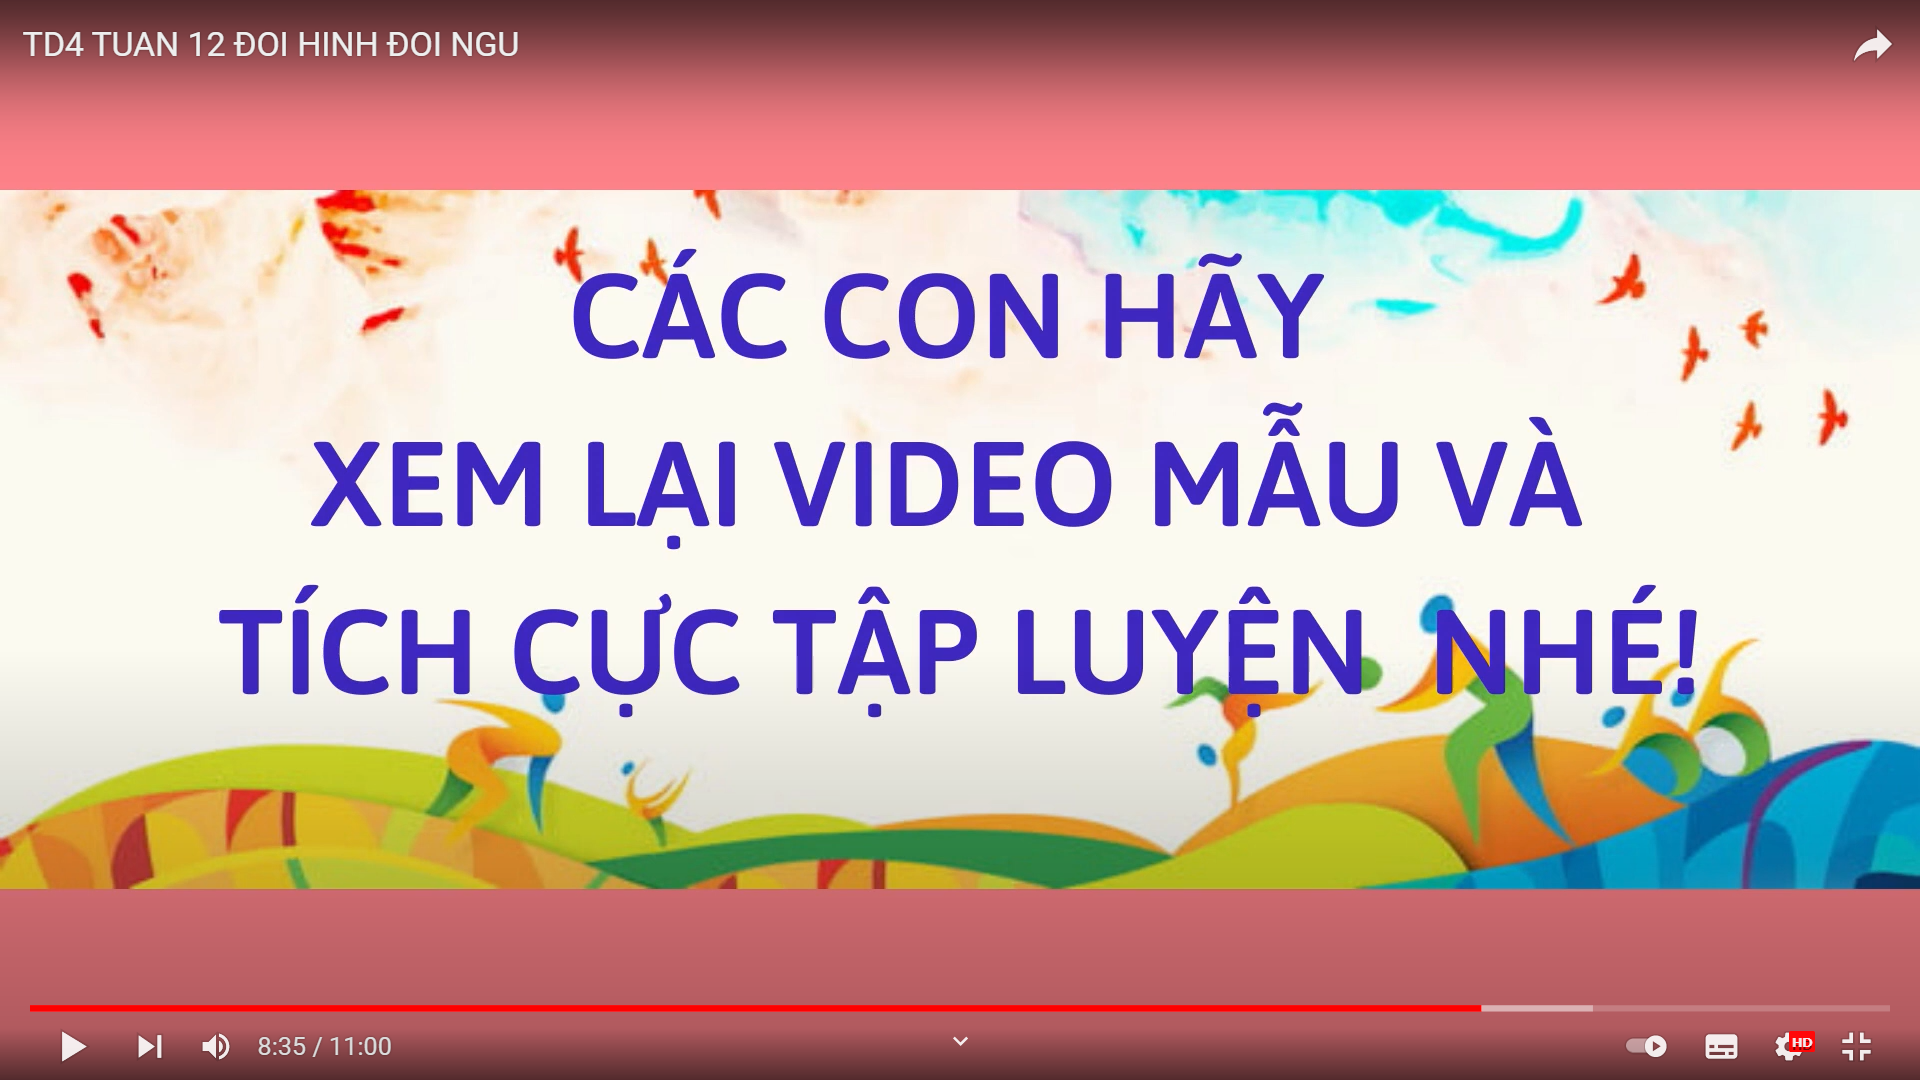 TD4 TUAN 12 ĐOI HINH ĐOI NGU
CÁC CON HÃY
XEM LẠI VIDEO MẪU VÀ
TÍCH CỰC TẬP LUYỆN NHÉ!
8:35 / 11:00
HD